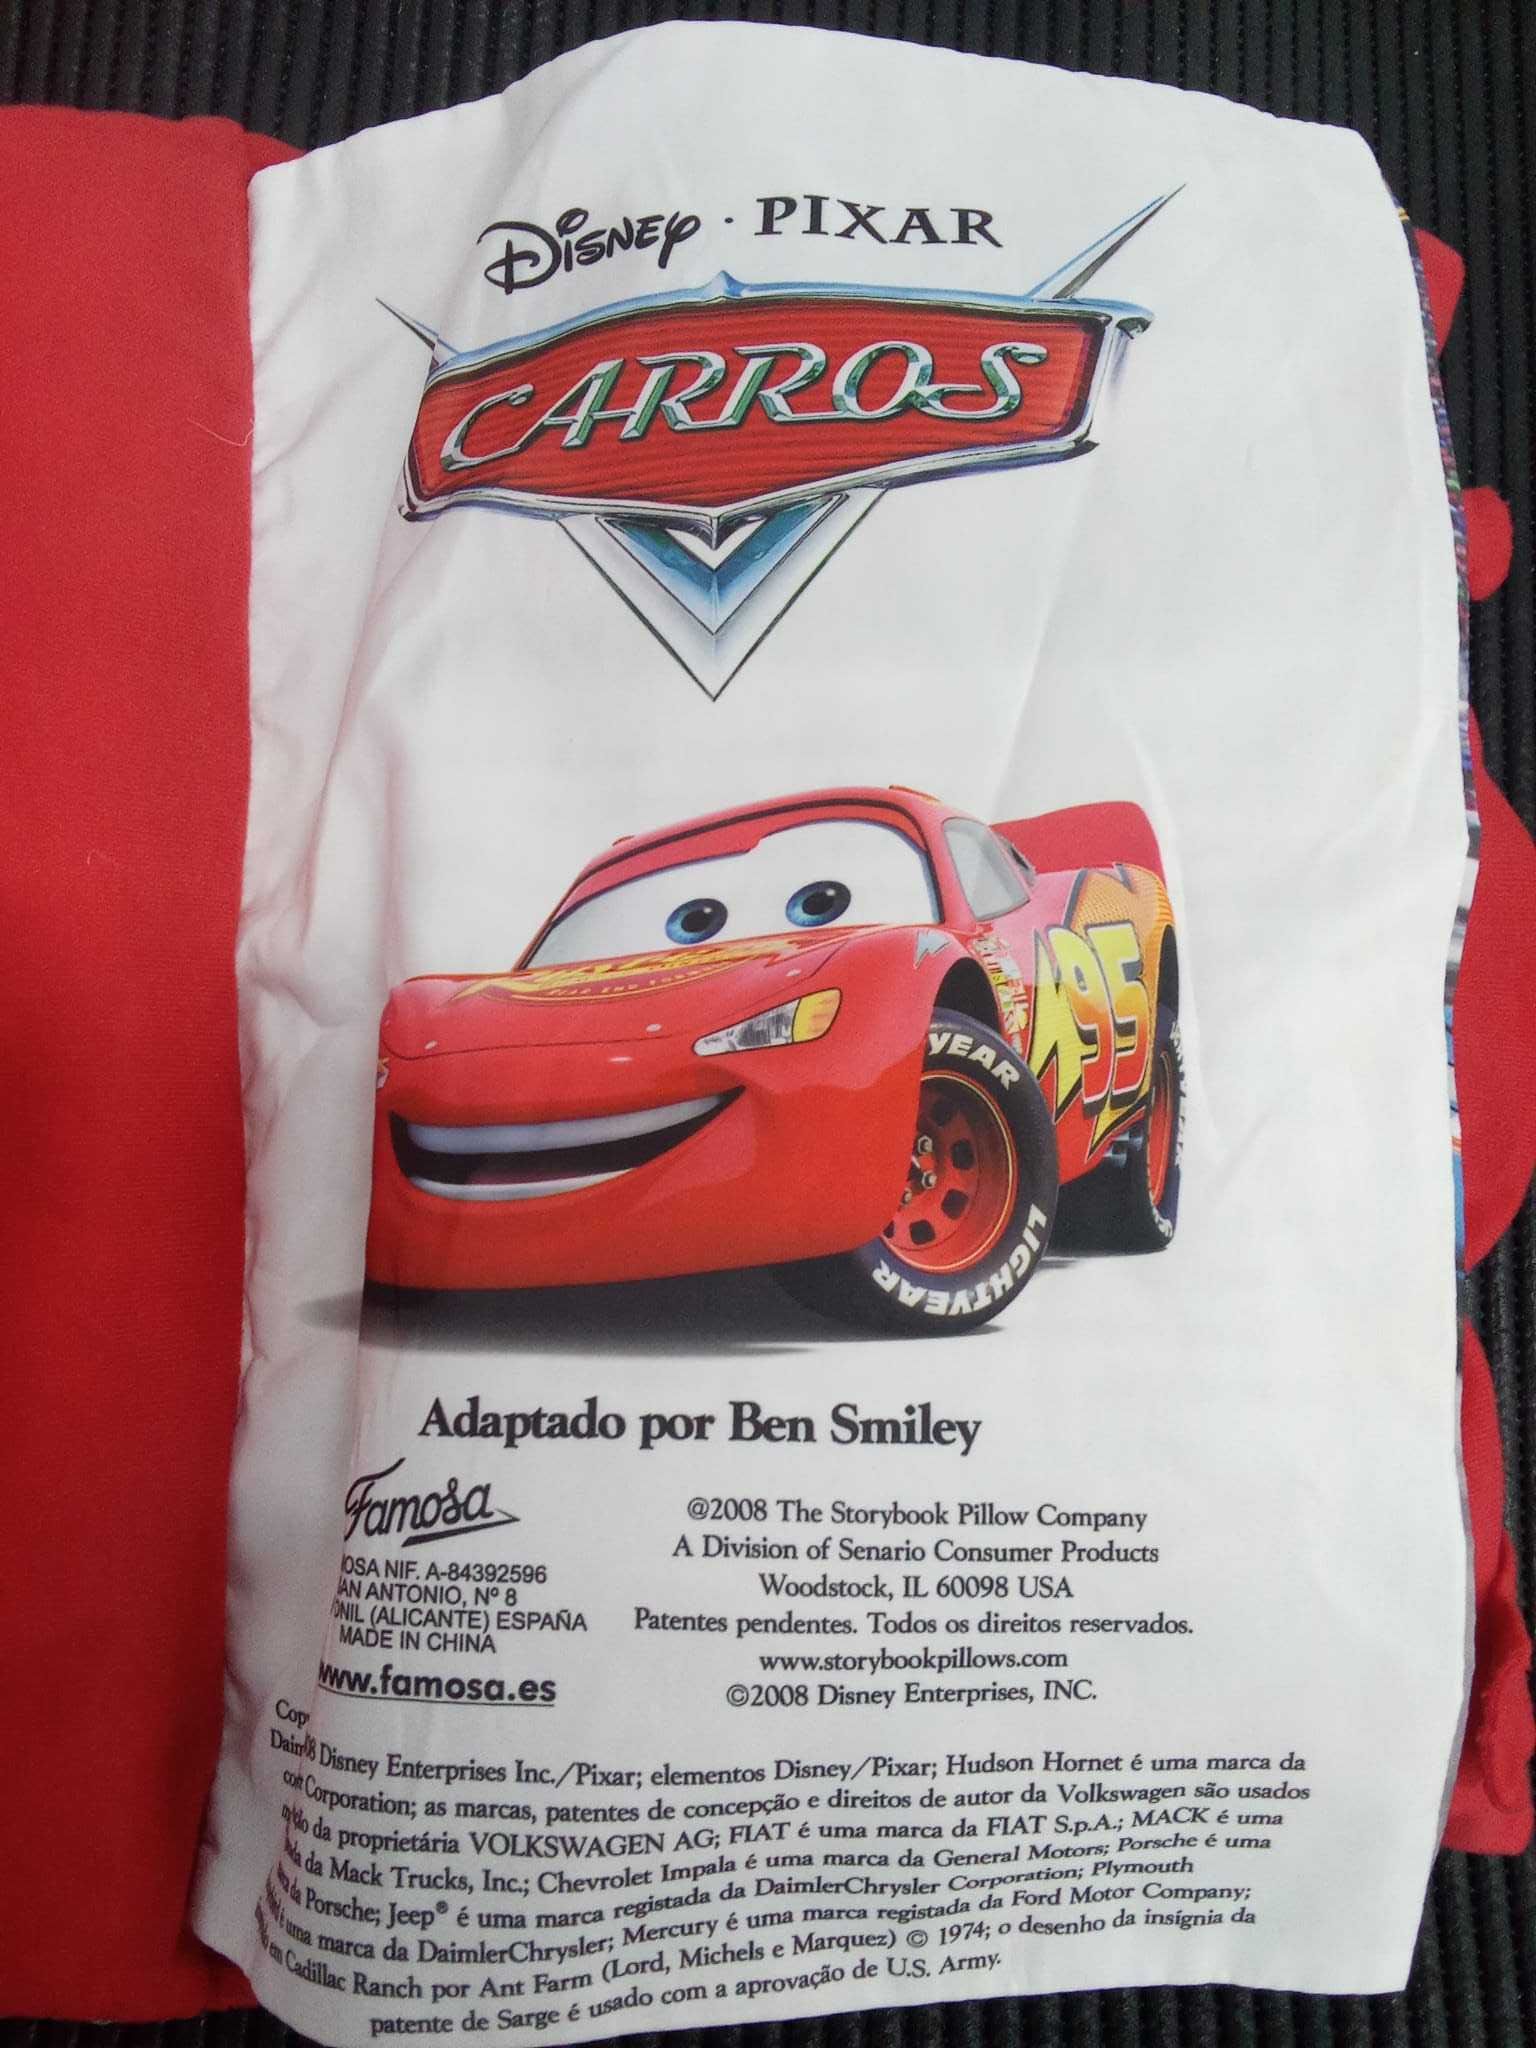 Disney · PIXAR
CARROS
95
YEAR
LIGHTYEAR
Adaptado por Ben Smiley
Famosa
NIF. A-84392596
ANTONIO, Nº 8
(ALICANTE) ESPAÑA
MADE IN CHINA
www.famosa.es
@2008 The Storybook Pillow Company
A Division of Senario Consumer Products
Woodstock, IL 60098 USA
Patentes pendentes. Todos os direitos reservados.
www.storybookpillows.com
©2008 Disney Enterprises, INC.
Disney Enterprises Inc./Pixar; elementos Disney/Pixar; Hudson Hornet é uma marca da
Corporation; as marcas, patentes de concepção e direitos de autor da Volkswagen são usados
da proprietária VOLKSWAGEN AG; FIAT é uma marca da FIAT S.p.A.; MACK é uma
da Mack Trucks, Inc.; Chevrolet Impala é uma marca da General Motors; Porsche é uma
da Porsche; Jeep® é uma marca registada da DaimlerChrysler Corporation; Plymouth
é uma marca da DaimlerChrysler; Mercury é uma marca registada da Ford Motor Company;
em Cadillac Ranch por Ant Farm (Lord, Michels e Marquez) © 1974; o desenho da insígnia da
patente de Sarge é usado com a aprovação de U.S. Army.